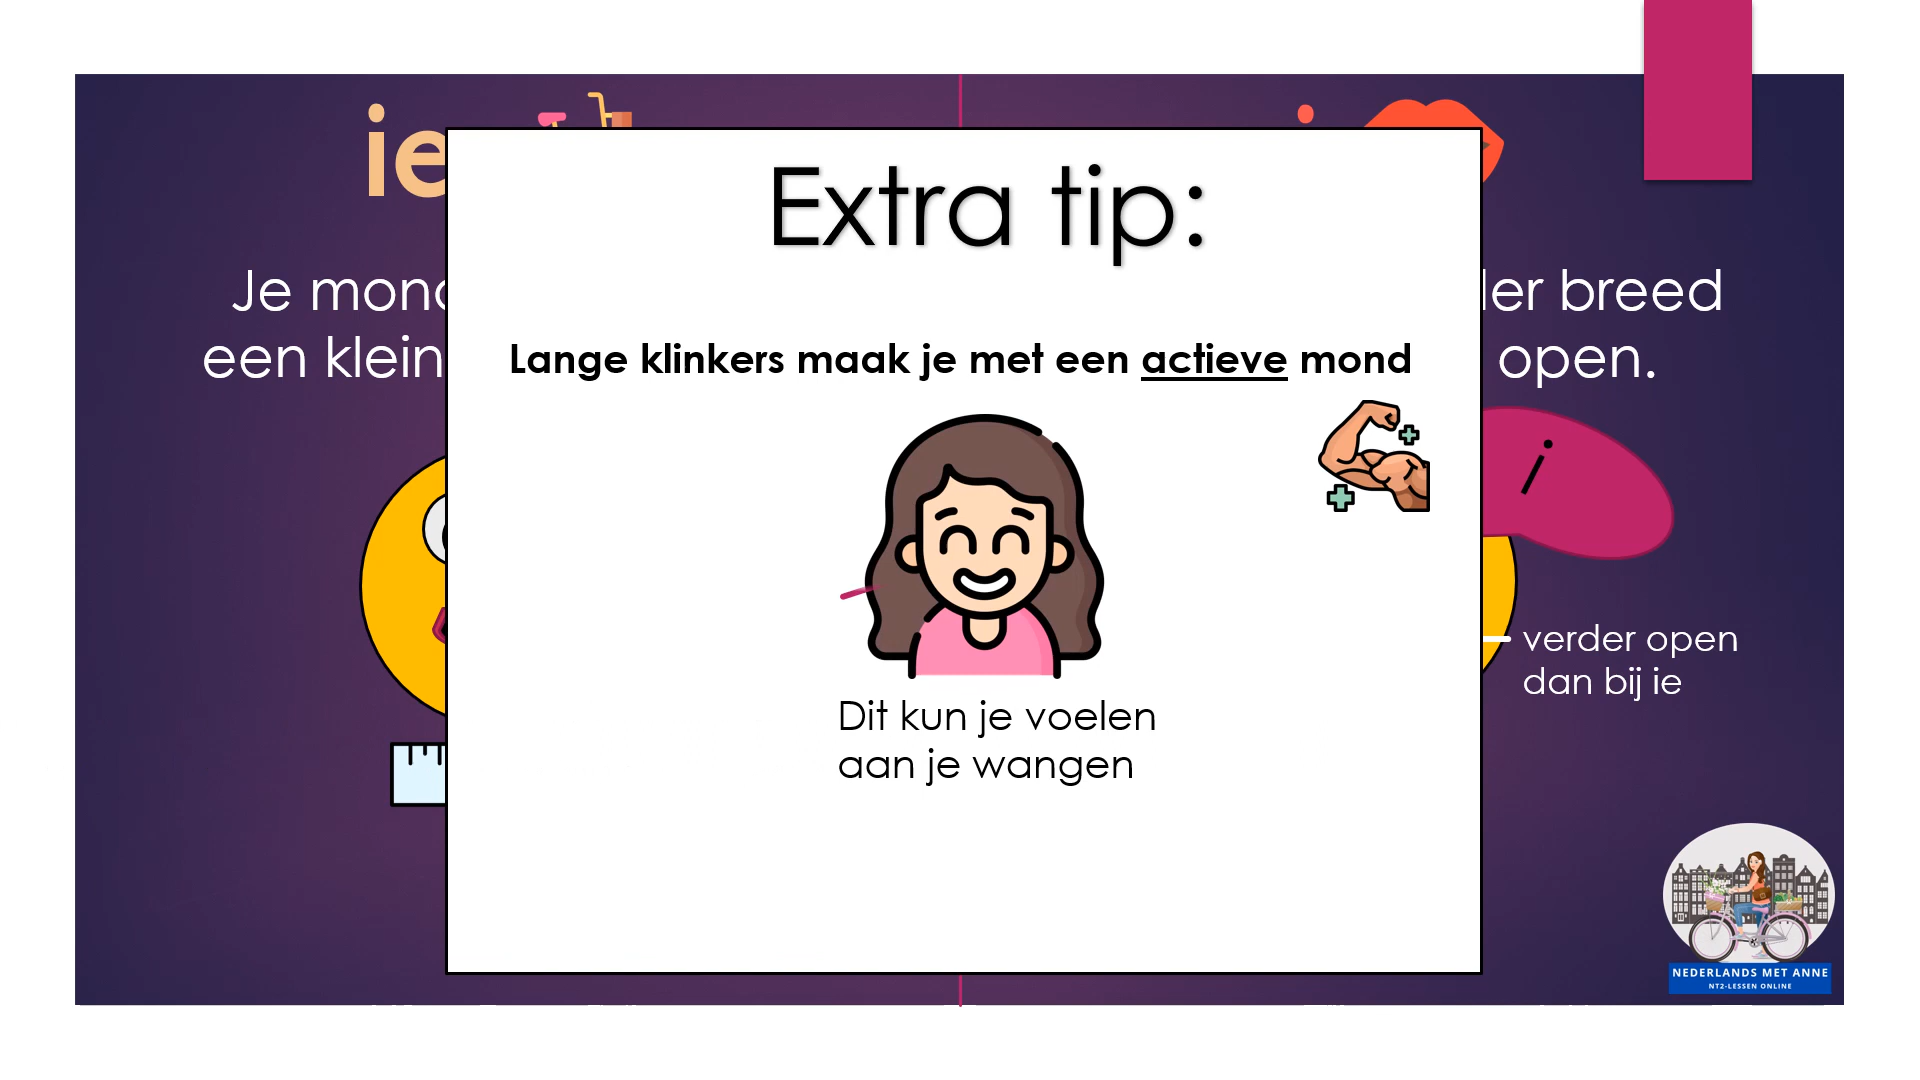 ie
Extra tip:
Je mond
een klein
breed
open.
Lange klinkers maak je met een actieve mond
i
verder open
dan bij ie
Dit kun je voelen
aan je wangen
NEDERLANDS MET ANNE
NT2-LESSEN ONLINE